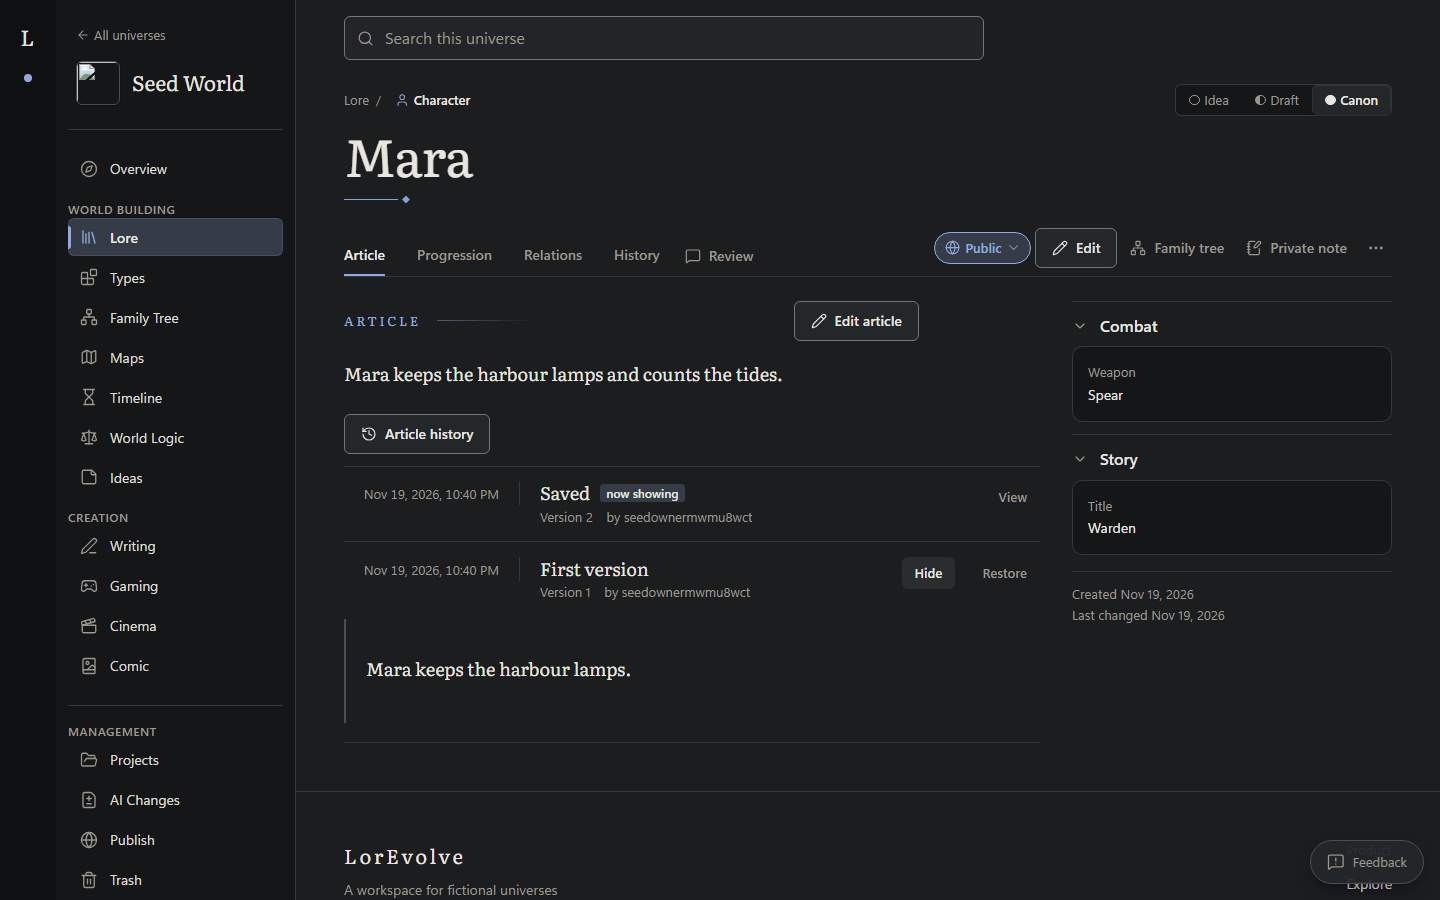 L
All universes
Seed World
Overview
WORLD BUILDING
Lore
Types
Family Tree
Maps
Timeline
World Logic
Ideas
CREATION
Writing
Gaming
Cinema
Comic
MANAGEMENT
Projects
AI Changes
Publish
Trash
Search this universe
Lore / Character
Idea Draft Canon
Mara
Article Progression Relations History Review
Public Edit Family tree Private note
ARTICLE
Edit article
Mara keeps the harbour lamps and counts the tides.
Article history
Nov 19, 2026, 10:40 PM Saved now showing View
Version 2 by seedownermwmu8wct
Nov 19, 2026, 10:40 PM First version Hide Restore
Version 1 by seedownermwmu8wct
Mara keeps the harbour lamps.
Combat
Weapon
Spear
Story
Title
Warden
Created Nov 19, 2026
Last changed Nov 19, 2026
LorEvolve
A workspace for fictional universes
Product
Feedback
Explore